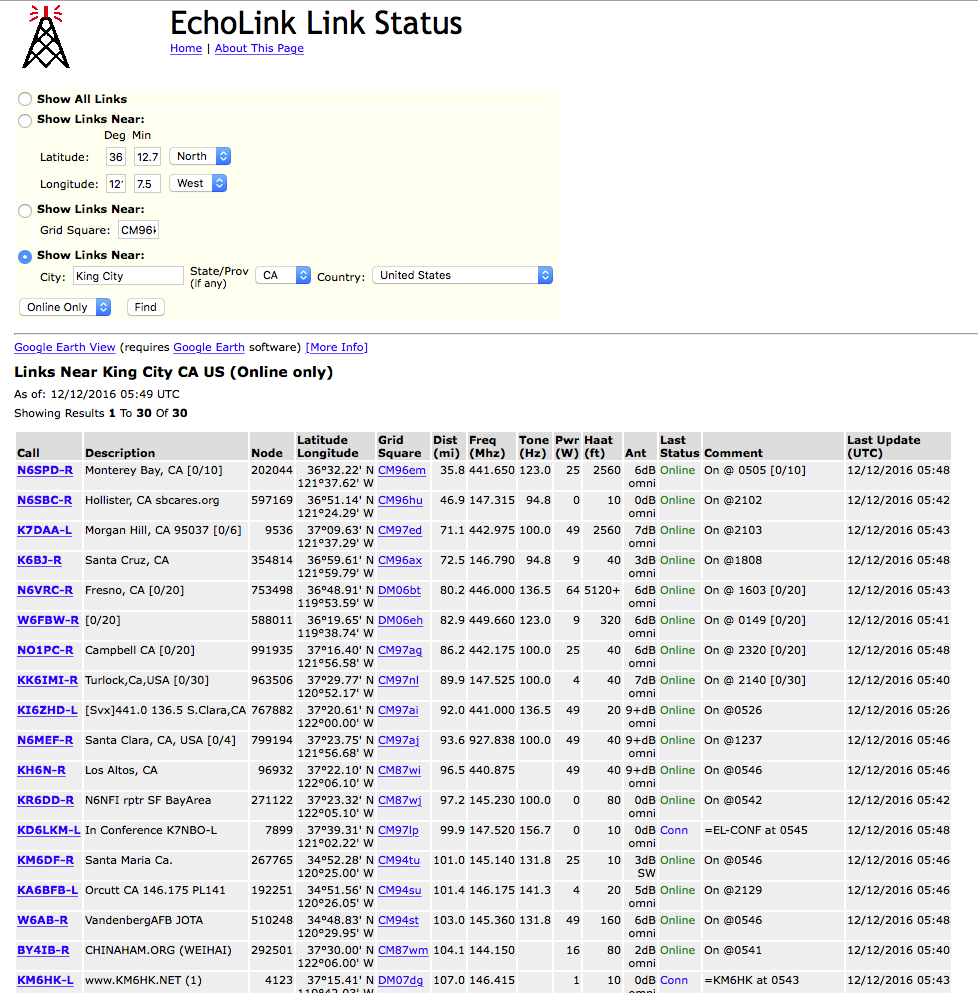 EchoLink Link Status
Home | About This Page
Show All Links
Show Links Near:
Deg Min
Latitude: 36 12.7 North
Longitude: 12 7.5 West
Show Links Near:
Grid Square: CM96
Show Links Near:
City: King City State/Prov (if any) CA Country: United States
Online Only Find
Google Earth View (requires Google Earth software) [More Info]
Links Near King City CA US (Online only)
As of: 12/12/2016 05:49 UTC
Showing Results 1 To 30 Of 30
Latitude Grid Dist Freq Tone Pwr Haat Last Last Update
Call Description Node Longitude Square (mi) (Mhz) (Hz) (W) (ft) Ant Status Comment (UTC)
N6SPD-R Monterey Bay, CA [0/10] 202044 36°32.22' N CM96em 35.8 441.650 123.0 25 2560 6dB Online On @ 0505 [0/10] 12/12/2016 05:48
121°37.62' W omni
N6SBC-R Hollister, CA sbcares.org 597169 36°51.14' N CM96hu 46.9 147.315 94.8 0 10 0dB Online On @2102 12/12/2016 05:42
121°24.29' W omni
K7DAA-L Morgan Hill, CA 95037 [0/6] 9536 37°09.63' N CM97ed 71.1 442.975 100.0 49 2560 7dB Online On @2103 12/12/2016 05:43
121°37.29' W omni
K6BJ-R Santa Cruz, CA 354814 36°59.61' N CM96ax 72.5 146.790 94.8 9 40 3dB Online On @1808 12/12/2016 05:48
121°59.79' W omni
N6VRC-R Fresno, CA [0/20] 753498 36°48.91' N DM06bt 80.2 446.000 136.5 64 5120+ 6dB Online On @ 1603 [0/20] 12/12/2016 05:43
119°53.59' W omni
W6FBW-R [0/20] 588011 36°19.65' N DM06eh 82.9 449.660 123.0 9 320 6dB Online On @ 0149 [0/20] 12/12/2016 05:41
119°38.74' W omni
NO1PC-R Campbell CA [0/20] 991935 37°16.40' N CM97ag 86.2 442.175 100.0 25 40 6dB Online On @ 2320 [0/20] 12/12/2016 05:48
121°56.58' W omni
KK6IMI-R Turlock,Ca,USA [0/30] 963506 37°29.77' N CM97nl 89.9 147.525 100.0 4 40 7dB Online On @ 2140 [0/30] 12/12/2016 05:40
120°52.17' W omni
KI6ZHD-L [Svx]441.0 136.5 S.Clara,CA 767882 37°20.61' N CM97ai 92.0 441.000 136.5 49 20 9+dB Online On @0526 12/12/2016 05:26
122°00.00' W omni
N6MEF-R Santa Clara, CA, USA [0/4] 799194 37°23.75' N CM97aj 93.6 927.838 100.0 49 40 9+dB Online On @1237 12/12/2016 05:46
121°56.68' W omni
KH6N-R Los Altos, CA 96932 37°22.10' N CM87wi 96.5 440.875 49 40 9+dB Online On @0546 12/12/2016 05:46
122°06.10' W omni
KR6DD-R N6NFI rptr SF BayArea 271122 37°23.32' N CM87wj 97.2 145.230 100.0 0 80 0dB Online On @0542 12/12/2016 05:42
122°05.10' W omni
KD6LKM-L In Conference K7NBO-L 7899 37°39.31' N CM97lp 99.9 147.520 156.7 0 10 0dB Conn =EL-CONF at 0545 12/12/2016 05:48
121°02.22' W omni
KM6DF-R Santa Maria Ca. 267765 34°52.28' N CM94tu 101.0 145.140 131.8 25 10 3dB Online On @0546 12/12/2016 05:46
120°25.00' W SW
KA6BFB-L Orcutt CA 146.175 PL141 192251 34°51.56' N CM94su 101.4 146.175 141.3 4 20 5dB Online On @2129 12/12/2016 05:46
120°26.05' W omni
W6AB-R VandenbergAFB JOTA 510248 34°48.83' N CM94st 103.0 145.360 131.8 49 160 6dB Online On @0546 12/12/2016 05:48
120°29.95' W omni
BY4IB-R CHINAHAM.ORG (WEIHAI) 292501 37°30.00' N CM87wm 104.1 144.150 16 80 2dB Online On @0541 12/12/2016 05:40
122°06.00' W omni
KM6HK-L www.KM6HK.NET (1) 4123 37°15.41' N DM07dg 107.0 146.415 1 10 0dB Conn =KM6HK at 0543 12/12/2016 05:43
omni